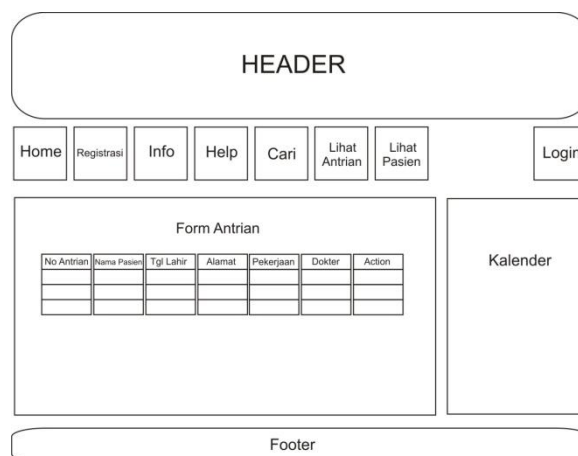 HEADER
Home
Registrasi
Info
Help
Cari
Lihat
Antrian
Lihat
Pasien
Login
Form Antrian
No Antrian Nama Pasien Tgl Lahir Alamat Pekerjaan Dokter Action
Kalender
Footer